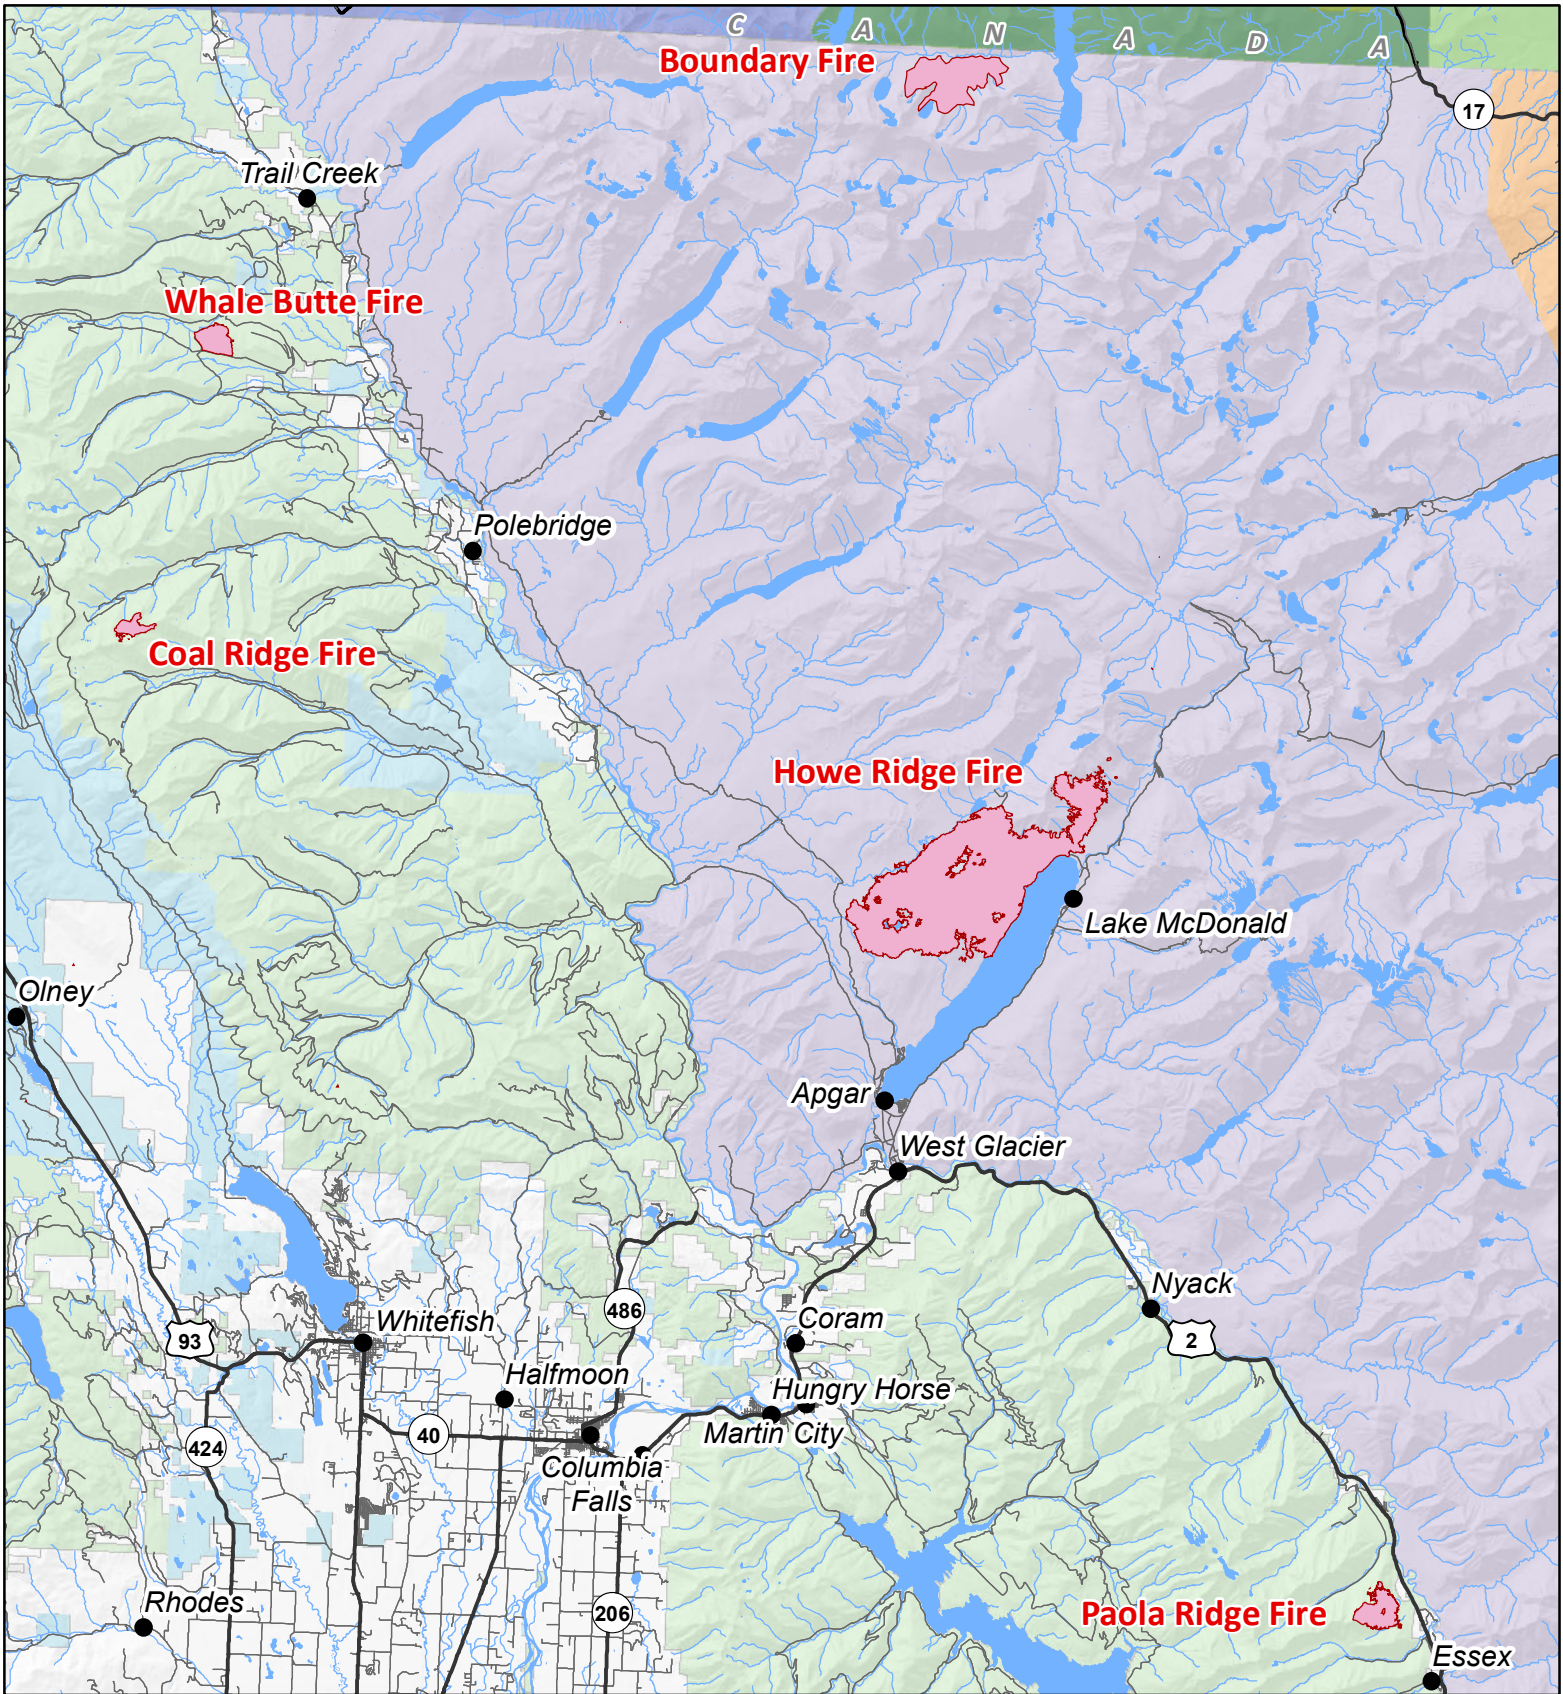 C A N A D A
Boundary Fire
17
Trail Creek
Whale Butte Fire
Polebridge
Coal Ridge Fire
Howe Ridge Fire
Lake McDonald
Olney
Apgar
West Glacier
Nyack
486
Coram
Whitefish
93
2
Halfmoon
Hungry Horse
40
Martin City
424
Columbia
Falls
Rhodes
206
Paola Ridge Fire
Essex